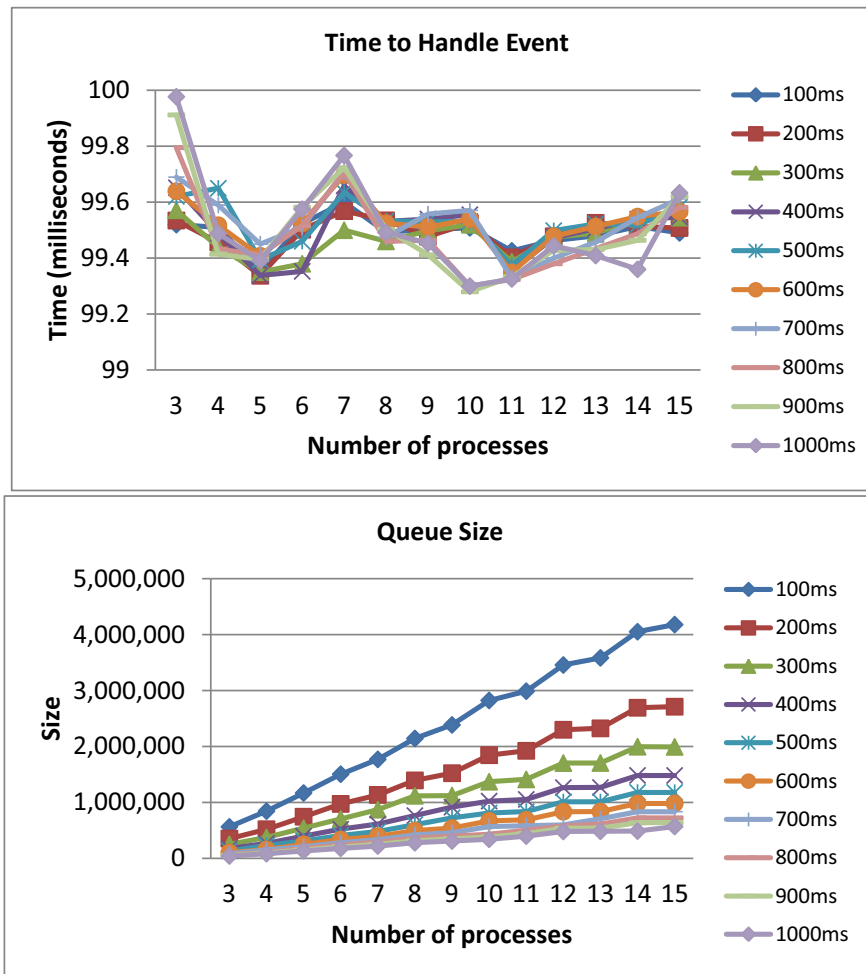 Time to Handle Event
Time (milliseconds)
100
99.8
99.6
99.4
99.2
99
3 4 5 6 7 8 9 10 11 12 13 14 15
Number of processes
100ms
200ms
300ms
400ms
500ms
600ms
700ms
800ms
900ms
1000ms
Queue Size
Size
5,000,000
4,000,000
3,000,000
2,000,000
1,000,000
0
3 4 5 6 7 8 9 10 11 12 13 14 15
Number of processes
100ms
200ms
300ms
400ms
500ms
600ms
700ms
800ms
900ms
1000ms